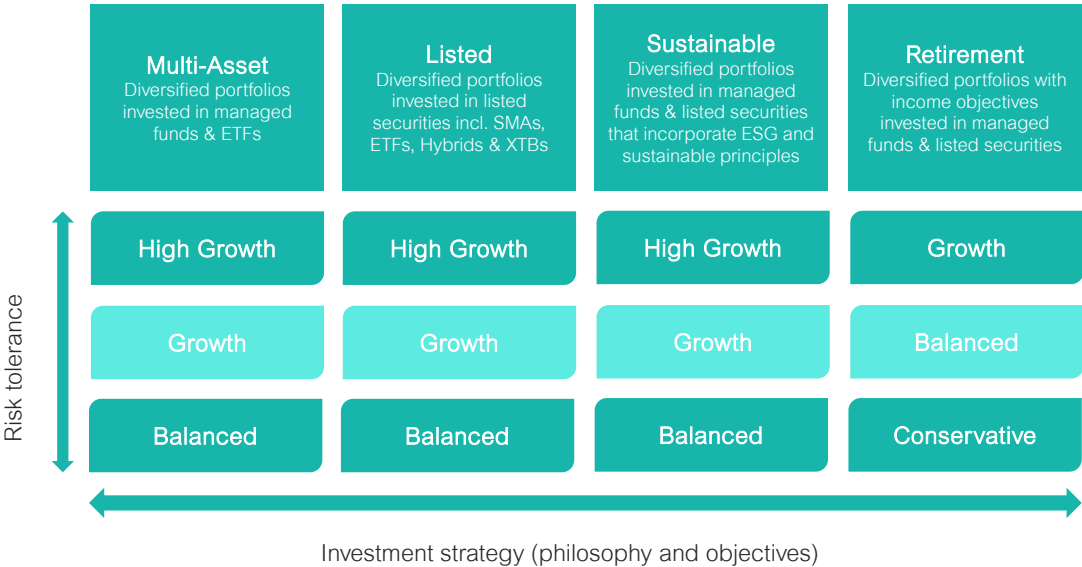 Multi-Asset
Diversified portfolios
invested in managed
funds & ETFs
Listed
Diversified portfolios
invested in listed
securities incl. SMAs,
ETFs, Hybrids & XTBs
Sustainable
Diversified portfolios
invested in managed
funds & listed securities
that incorporate ESG and
sustainable principles
Retirement
Diversified portfolios with
income objectives
invested in managed
funds & listed securities
Risk tolerance
High Growth
High Growth
High Growth
Growth
Growth
Growth
Growth
Balanced
Balanced
Balanced
Balanced
Conservative
Investment strategy (philosophy and objectives)